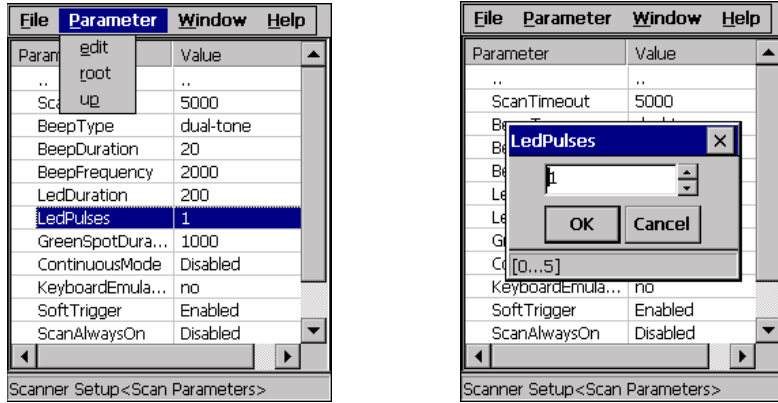 File Parameter Window Help
edit
root
up
Param Value
.. ..
Sc 5000
BeepType dual-tone
BeepDuration 20
BeepFrequency 2000
LedDuration 200
LedPulses 1
GreenSpotDura... 1000
ContinuousMode Disabled
KeyboardEmula... no
SoftTrigger Enabled
ScanAlwaysOn Disabled
Scanner Setup<Scan Parameters>
File Parameter Window Help
Parameter Value
.. ..
ScanTimeout 5000
LedPulses
1
OK Cancel
[0...5]
KeyboardEmula... no
SoftTrigger Enabled
ScanAlwaysOn Disabled
Scanner Setup<Scan Parameters>